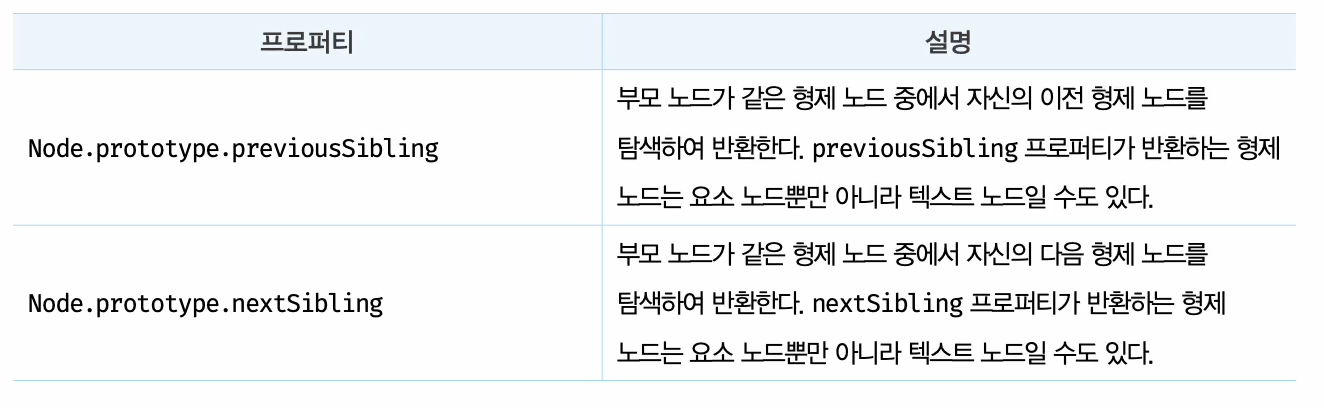 프로퍼티
설명
Node.prototype.previousSibling
부모 노드가 같은 형제 노드 중에서 자신의 이전 형제 노드를
탐색하여 반환한다. previousSibling 프로퍼티가 반환하는 형제
노드는 요소 노드뿐만 아니라 텍스트 노드일 수도 있다.
Node.prototype.nextSibling
부모 노드가 같은 형제 노드 중에서 자신의 다음 형제 노드를
탐색하여 반환한다. nextSibling 프로퍼티가 반환하는 형제
노드는 요소 노드뿐만 아니라 텍스트 노드일 수도 있다.